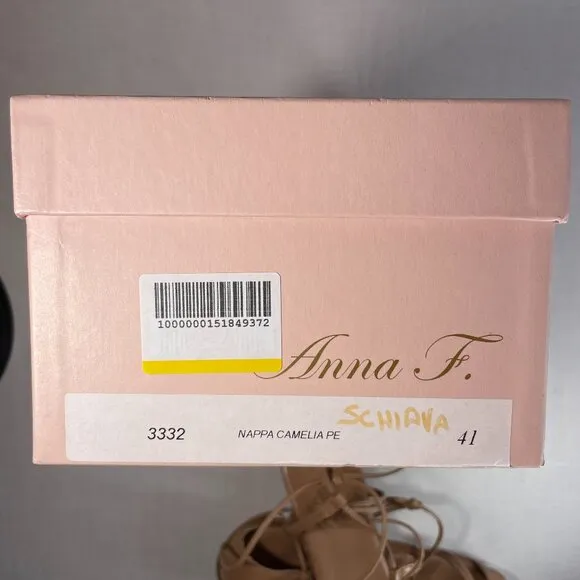 1000000151849372
Anna F.
SCHIAVA
3332 NAPPA CAMELIA PE 41